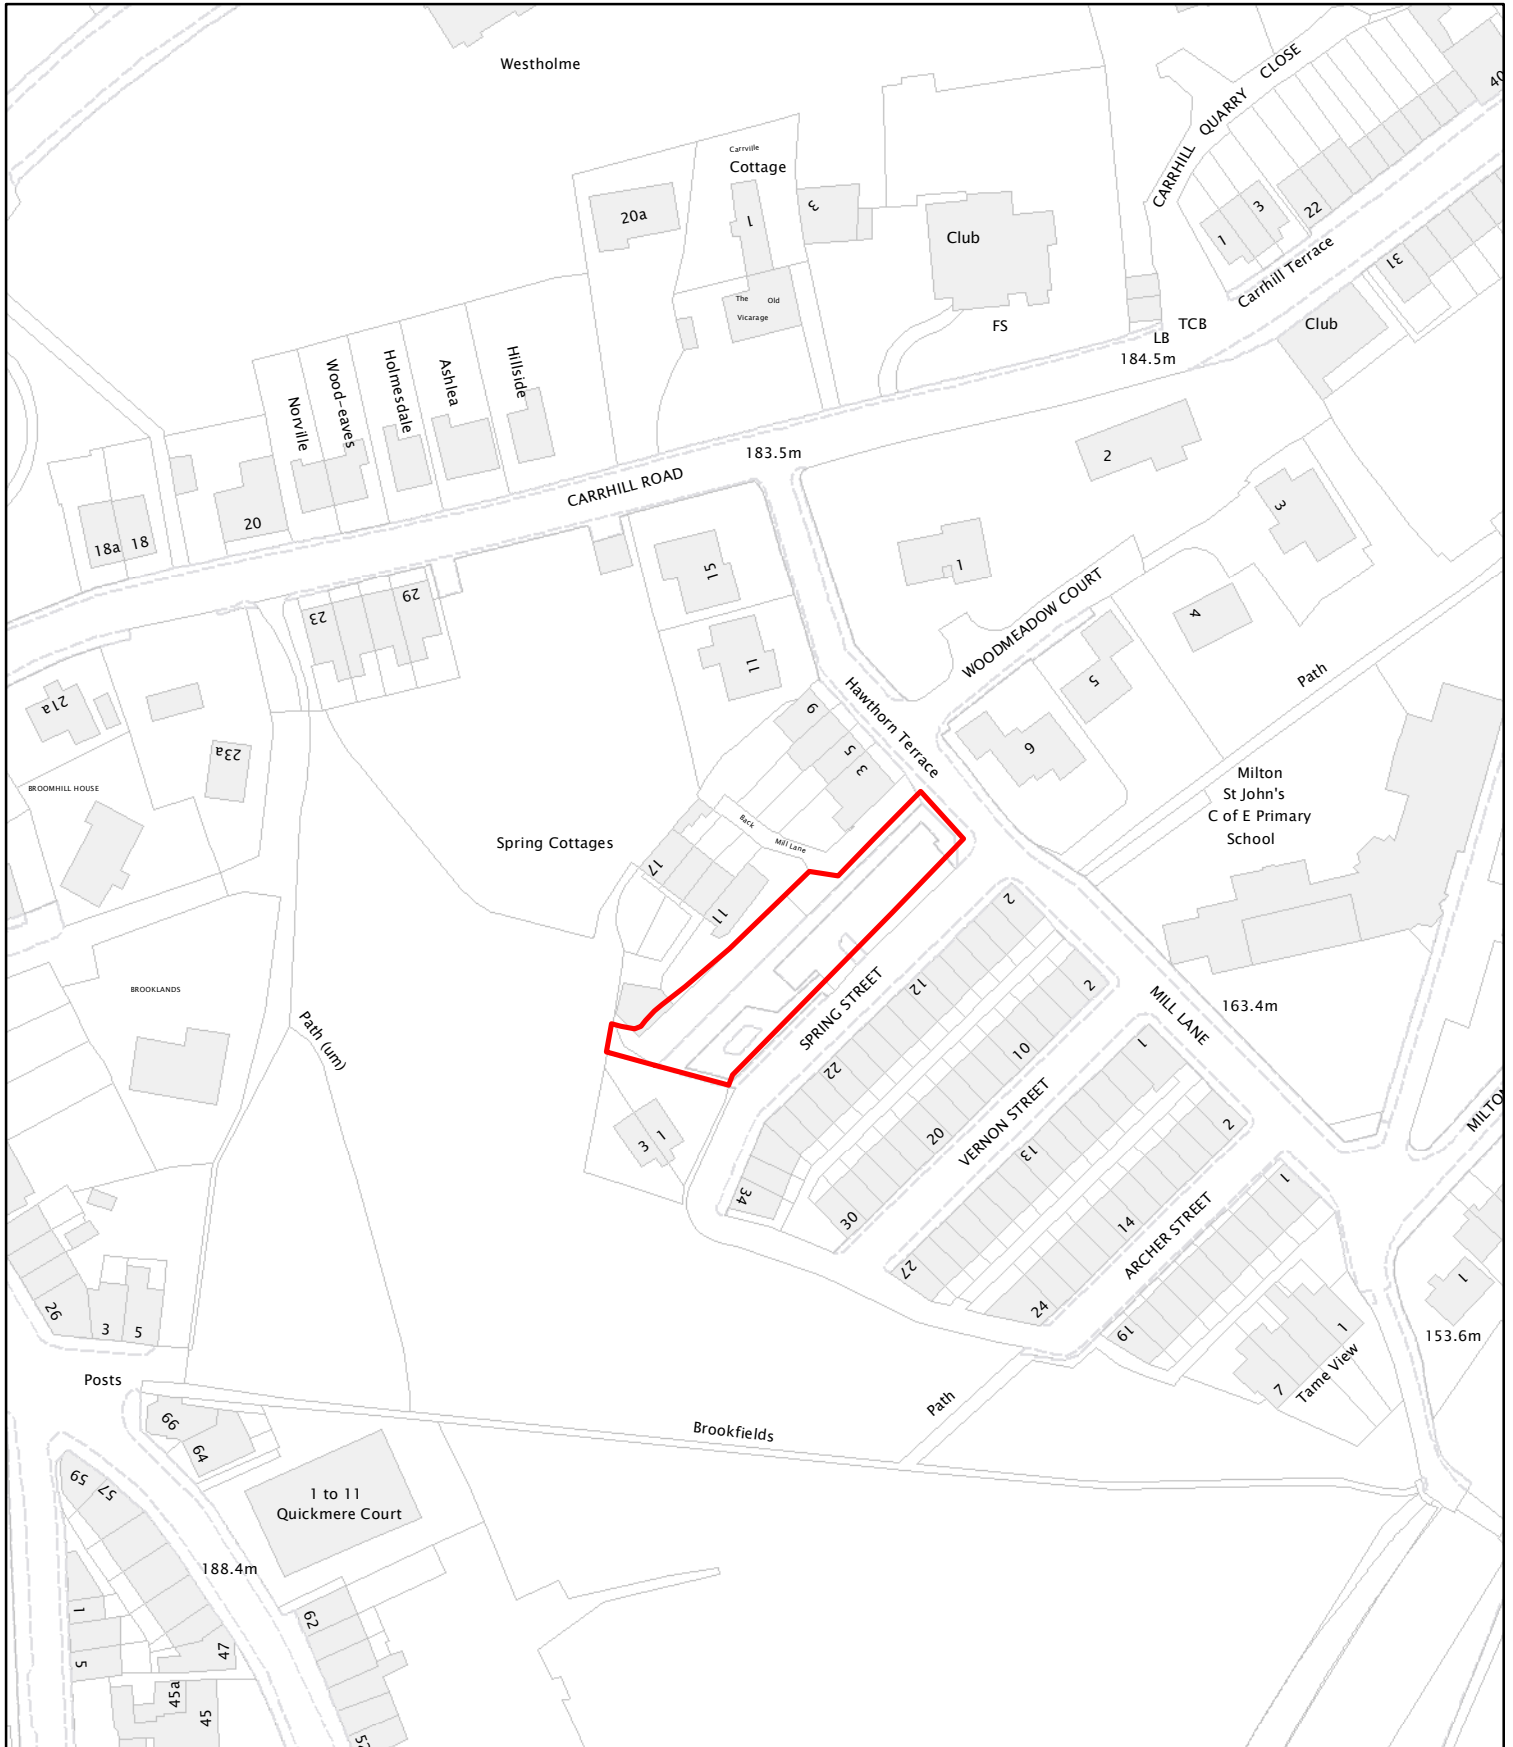 Westholme
CARRHILL QUARRY CLOSE
40
Carrville
Cottage
20a
1
3
Club
1
3
22
Carrhill Terrace
31
The Old
Vicarage
FS
TCB
LB
184.5m
Club
Norville
Wood-eaves
Holmesdale
Ashlea
Hillside
183.5m
CARRHILL ROAD
2
3
20
18a
18
15
1
29
23
WOODMEADOW COURT
4
11
5
Path
21a
23a
9
5
3
Hawthorn Terrace
6
BROOMHILL HOUSE
Milton
St John's
C of E Primary
School
Spring Cottages
Back
Mill Lane
17
11
2
BROOKLANDS
12
2
SPRING STREET
MILL LANE
163.4m
Path (um)
22
10
1
VERNON STREET
MILTO
3
1
20
13
2
34
30
14
1
ARCHER STREET
27
24
19
1
1
153.6m
26
3
5
7
Tame View
Posts
66
64
Path
Brookfields
59
57
1 to 11
Quickmere Court
188.4m
1
62
5
47
45a
45